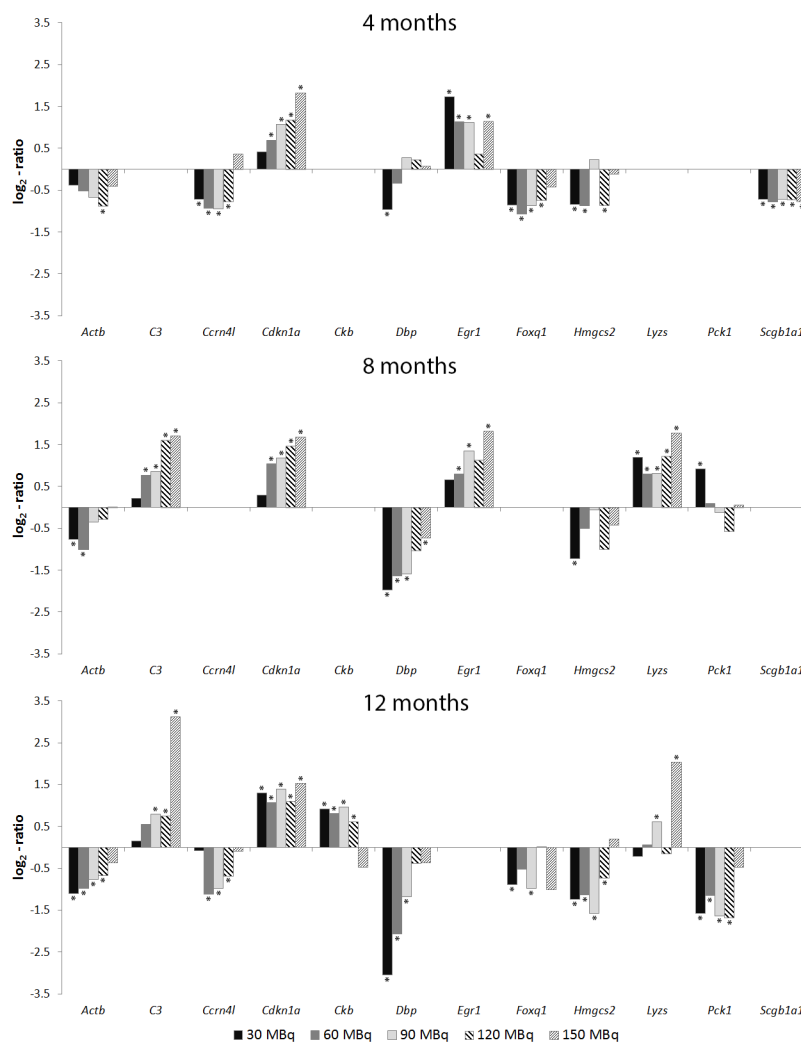 4 months
3.5
2.5
1.5
0.5
-0.5
-1.5
-2.5
-3.5
log2 - ratio
* * * * * * * * * * * * * * * * * * * * * * * * * * * *
Actb C3 Ccrn4l Cdkn1a Ckb Dbp Egr1 Foxq1 Hmgcs2 Lyzs Pck1 Scgb1a1
8 months
3.5
2.5
1.5
0.5
-0.5
-1.5
-2.5
-3.5
log2 - ratio
Actb C3 Ccrn4l Cdkn1a Ckb Dbp Egr1 Foxq1 Hmgcs2 Lyzs Pck1 Scgb1a1
12 months
3.5
2.5
1.5
0.5
-0.5
-1.5
-2.5
-3.5
log2 - ratio
Actb C3 Ccrn4l Cdkn1a Ckb Dbp Egr1 Foxq1 Hmgcs2 Lyzs Pck1 Scgb1a1
30 MBq 60 MBq 90 MBq 120 MBq 150 MBq